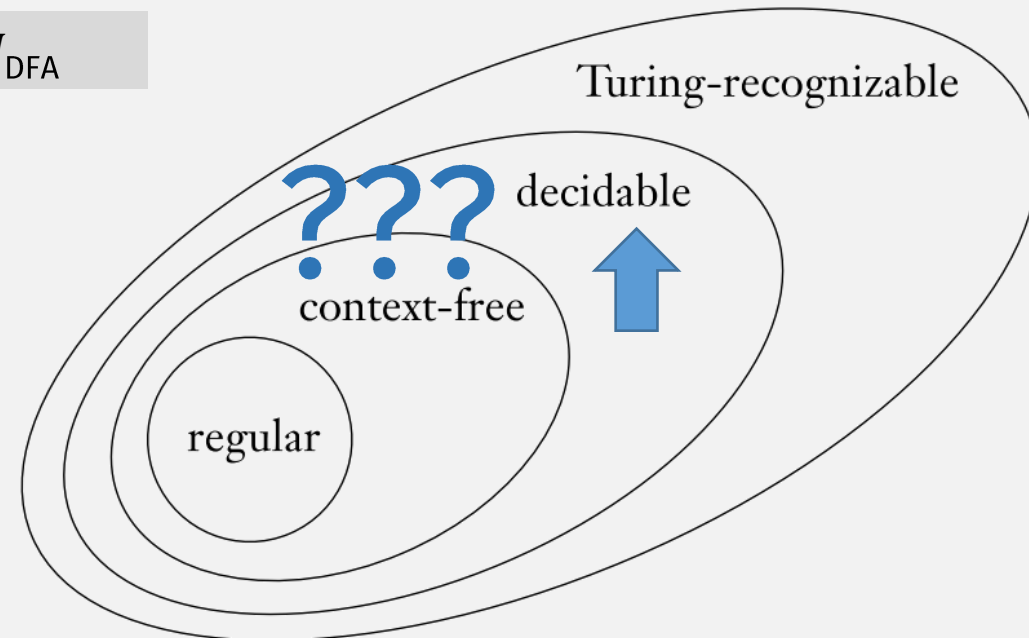 DFA
Turing-recognizable
???
decidable
context-free
regular